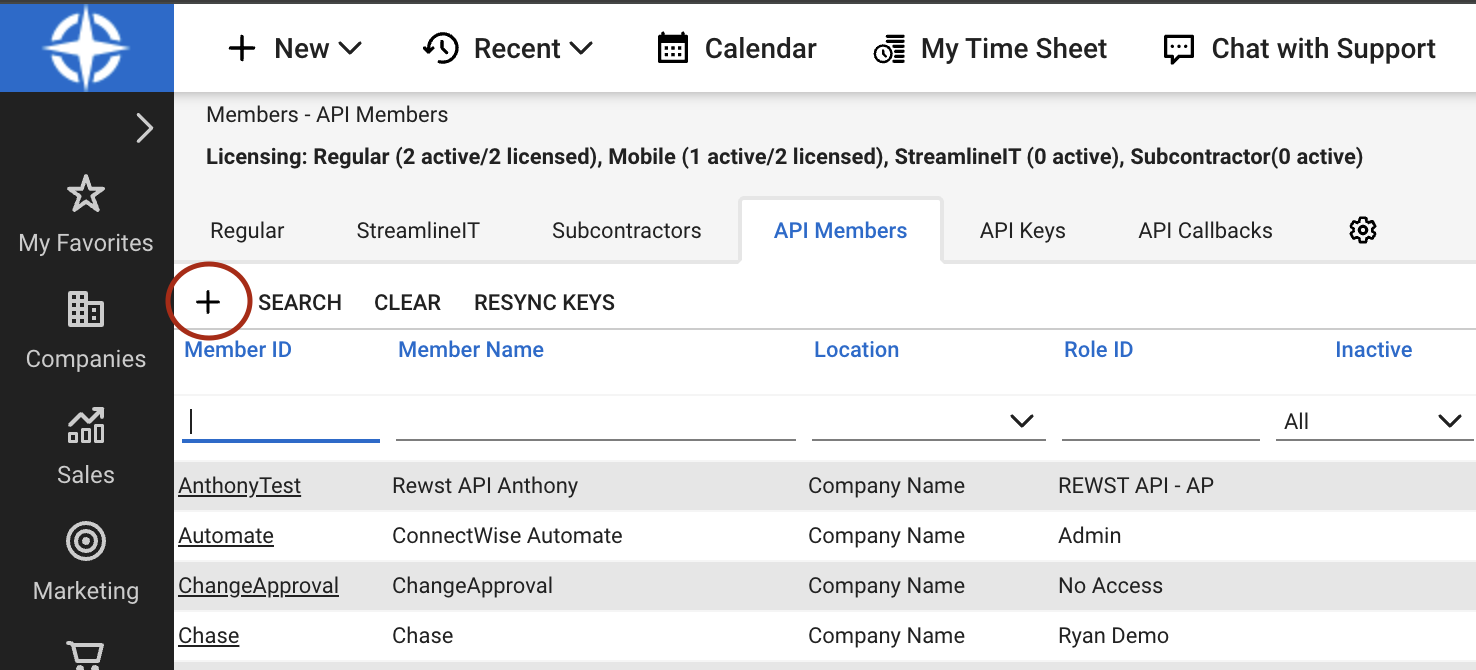 New Recent Calendar My Time Sheet Chat with Support
Members - API Members
Licensing: Regular (2 active/2 licensed), Mobile (1 active/2 licensed), StreamlineIT (0 active), Subcontractor(0 active)
My Favorites
Companies
Sales
Marketing
Regular StreamlineIT Subcontractors API Members API Keys API Callbacks
SEARCH CLEAR RESYNC KEYS
Member ID Member Name Location Role ID Inactive
All
AnthonyTest Rewst API Anthony Company Name REWST API - AP
Automate ConnectWise Automate Company Name Admin
ChangeApproval ChangeApproval Company Name No Access
Chase Chase Company Name Ryan Demo